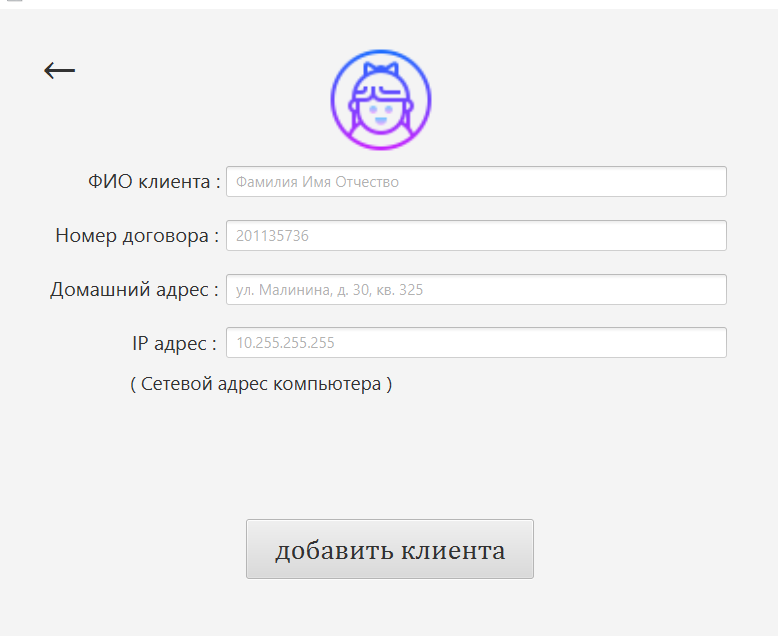 ФИО клиента : Фамилия Имя Отчество
Номер договора : 201135736
Домашний адрес : ул. Малинина, д. 30, кв. 325
IP адрес : 10.255.255.255
( Сетевой адрес компьютера )
добавить клиента